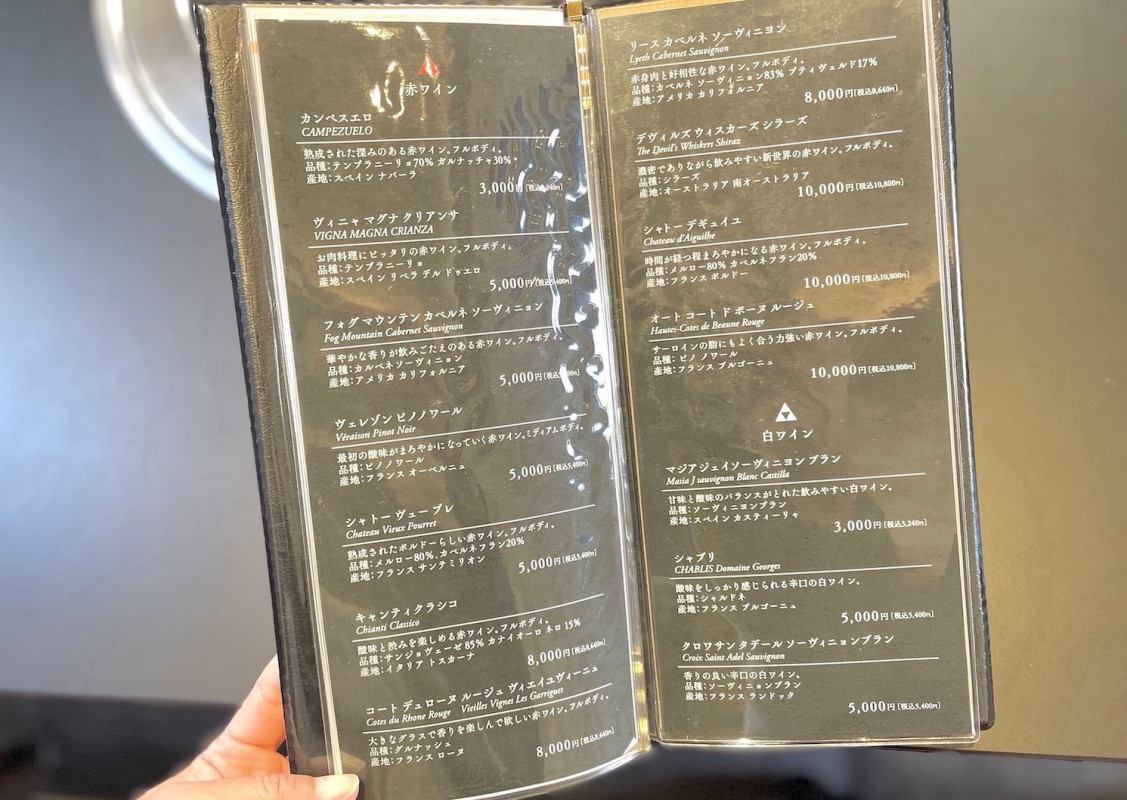 赤ワイン
カンペスエロ
CAMPEZUELO
熟成された深みのある赤ワイン。フルボディ。
品種:テンプラニーリョ70% ガルナッチャ30%
産地:スペイン ナバーラ
3,000円
ヴィニャ マグナ クリアンサ
VIGNA MAGNA CRIANZA
お肉料理にピッタリの赤ワイン。フルボディ。
品種:テンプラニーリョ
産地:スペイン リベラ デル ドゥエロ
5,000円[税込5,400円]
フォグ マウンテン カベルネ ソーヴィニョン
Fog Mountain Cabernet Sauvignon
華やかな香りが飲みごたえのある赤ワイン。フルボディ。
品種:カルベネソーヴィニョン
産地:アメリカ カリフォルニア
5,000円
ヴェレゾン ピノノワール
Véraison Pinot Noir
最初の酸味がまろやかになっていく赤ワイン。ミディアムボディ。
品種:ピノノワール
産地:フランス オーベルニュ
5,000円[税込5,400円]
シャトー ヴュー プレ
Chateau Vieux Pourret
熟成されたボルドーらしい赤ワイン。フルボディ。
品種:メルロー80%、カベルネフラン20%
産地:フランス サンテミリオン
5,000円[税込5,400円]
キャンティクラシコ
Chianti Classico
酸味と渋みを楽しめる赤ワイン。フルボディ。
品種:サンジョヴェーゼ85% カナイオーロ ネロ 15%
産地:イタリア トスカーナ
8,000円[税込8,640円]
コート デュローヌ ルージュ ヴィエイユヴィーニュ
Cotes du Rhone Rouge Vieilles Vignes Les Garrigues
大きなグラスで香りを楽しんで欲しい赤ワイン。フルボディ。
品種:グルナッシュ
産地:フランス ローヌ
8,000円[税込8,640円]
リース カベルネ ソーヴィニヨン
Lyeth Cabernet Sauvignon
赤身肉と好相性な赤ワイン。フルボディ。
品種:カベルネ ソーヴィニョン83% プティ ヴェルド17%
産地:アメリカ カリフォルニア
8,000円[税込8,640円]
デヴィルズ ウィスカーズ シラーズ
The Devil's Whiskers Shiraz
濃密でありながら飲みやすい新世界の赤ワイン。フルボディ。
品種:シラーズ
産地:オーストラリア 南オーストラリア
10,000円[税込10,800円]
シャトー デギュイユ
Chateau d'Aiguilhe
時間が経つ程まろやかになる赤ワイン。フルボディ。
品種:メルロー80% カベルネフラン20%
産地:フランス ボルドー
10,000円[税込10,800円]
オート コート ド ボーヌ ルージュ
Hautes-Cotes de Beaune Rouge
サーロインの脂にもよく合う力強い赤ワイン。フルボディ。
品種:ピノ ノワール
産地:フランス ブルゴーニュ
10,000円[税込10,800円]
白ワイン
マジアジェイソーヴィニヨン ブラン
Masia J sauvignon Blanc Castilla
甘味と酸味のバランスがとれた飲みやすい白ワイン。
品種:ソーヴィニヨンブラン
産地:スペイン カスティーリャ
3,000円[税込3,240円]
シャブリ
CHABLIS Domaine Georges
酸味をしっかり感じられる辛口の白ワイン。
品種:シャルドネ
産地:フランス ブルゴーニュ
5,000円[税込5,400円]
クロワサンタデール ソーヴィニョンブラン
Croix Saint Adel Sauvignon
香りの良い辛口の白ワイン。
品種:ソーヴィニョンブラン
産地:フランス ランドック
5,000円[税込5,400円]